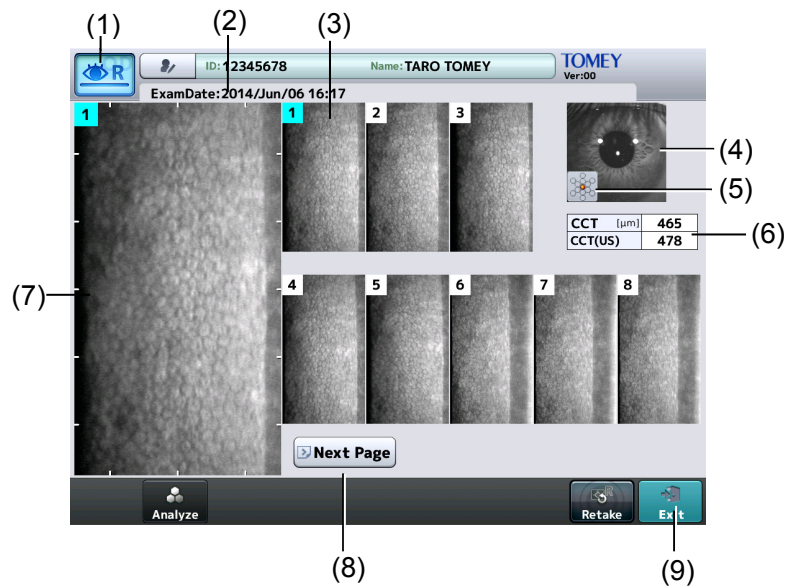 (1)
(2)
(3)
R
ID: 12345678
Name: TARO TOMEY
TOMEY
Ver:00
ExamDate:2014/Jun/06 16:17
1
1
2
3
(4)
(5)
CCT [µm] 465
CCT(US) 478
(6)
(7)
4
5
6
7
8
Next Page
Analyze
Retake
Exit
(8)
(9)